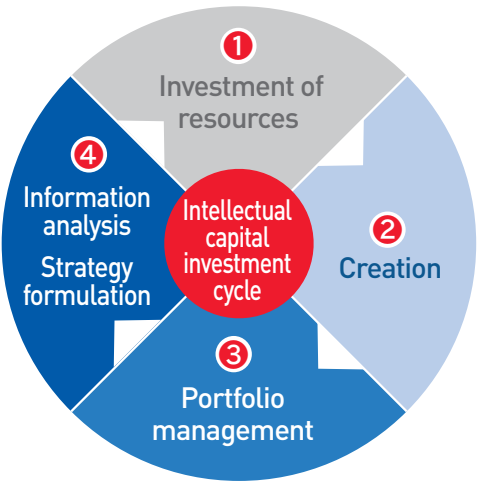 1
Investment of
resources
2
Creation
3
Portfolio
management
4
Information
analysis
Strategy
formulation
Intellectual
capital
investment
cycle